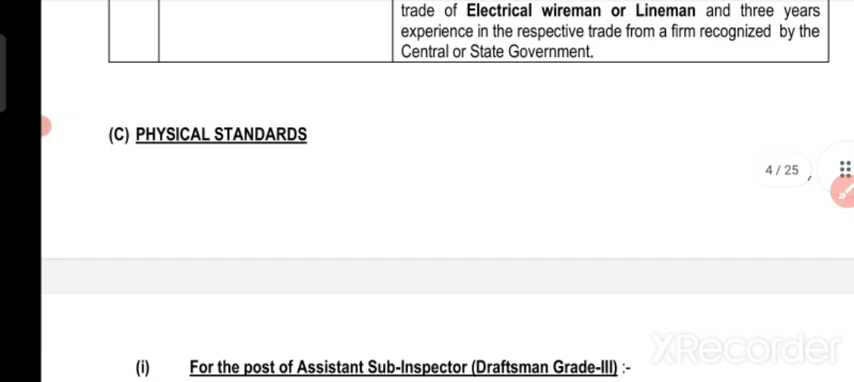 trade of Electrical wireman or Lineman and three years
experience in the respective trade from a firm recognized by the
Central or State Government.
(C) PHYSICAL STANDARDS
4 / 25
(i) For the post of Assistant Sub-Inspector (Draftsman Grade-III) :-
XRecorder